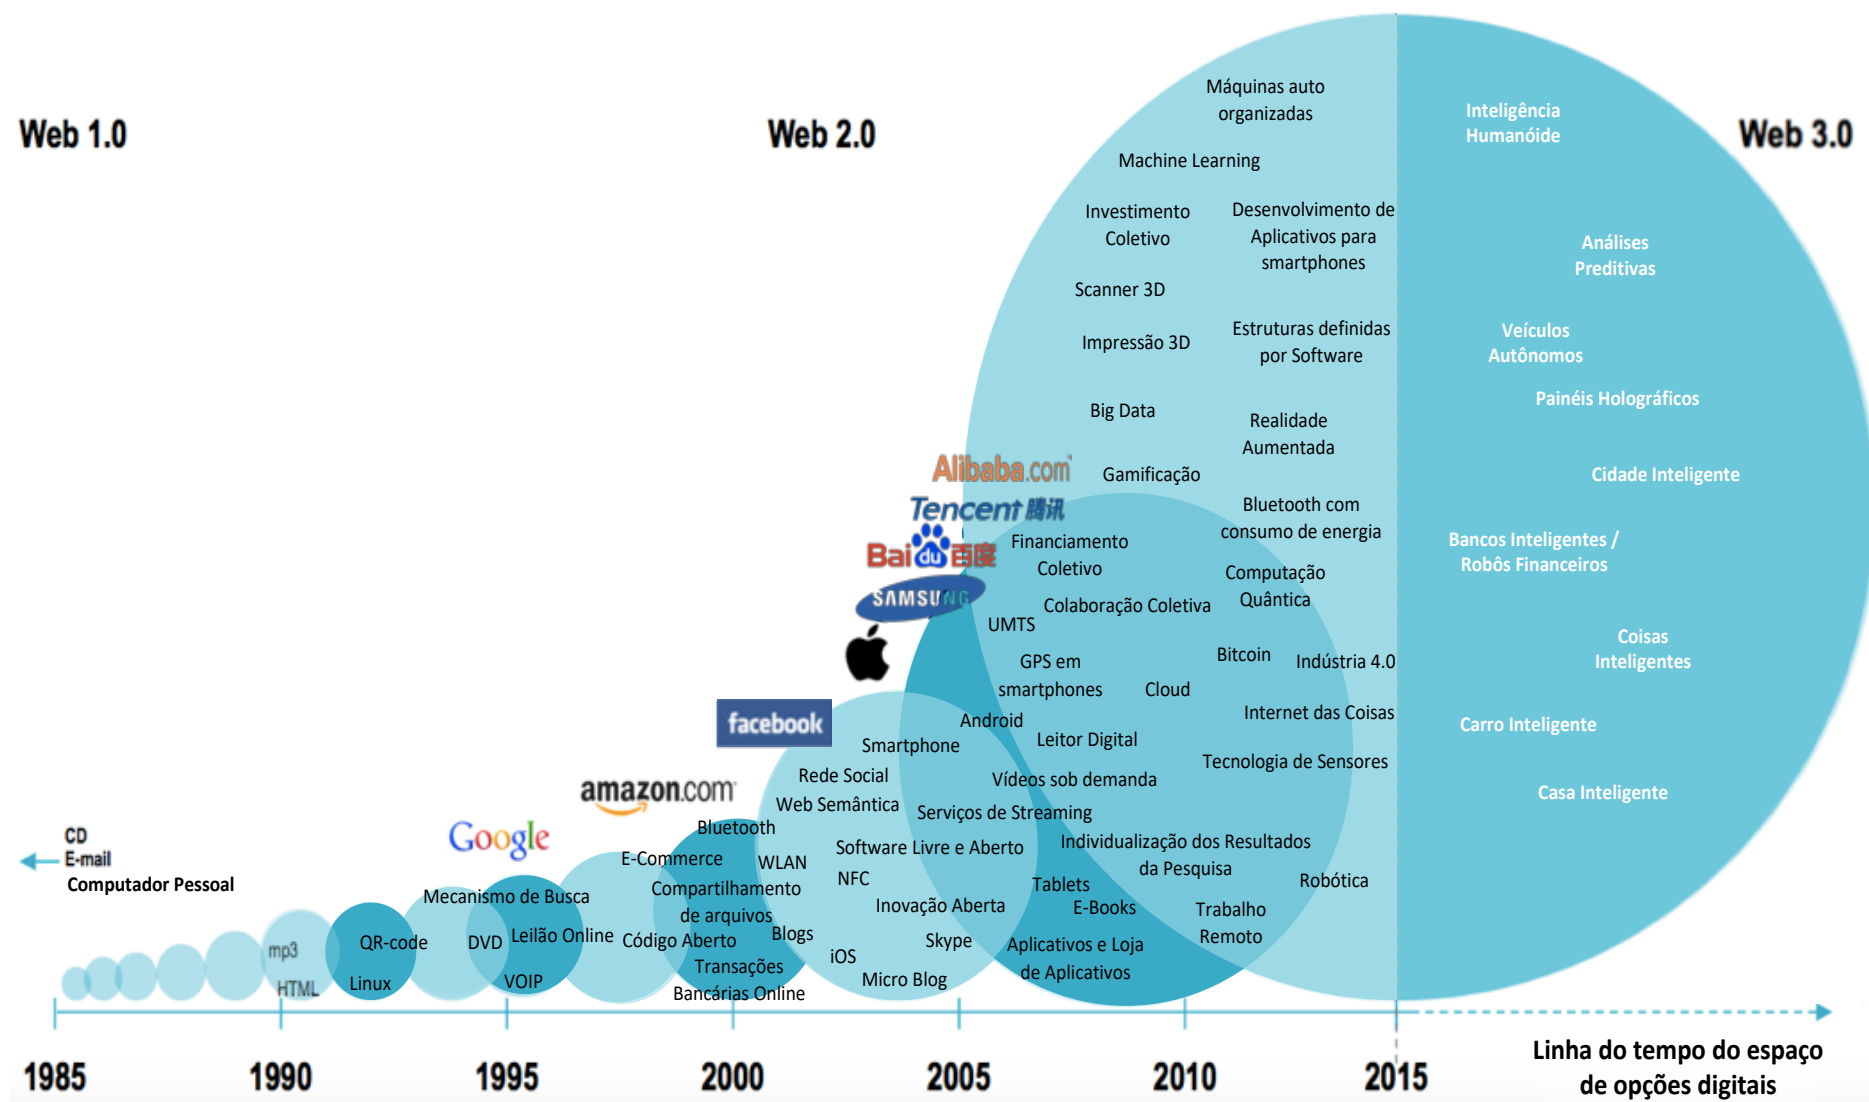 Web 1.0
Web 2.0
Web 3.0
Máquinas auto
organizadas
Machine Learning
Investimento
Coletivo
Desenvolvimento de
Aplicativos para
smartphones
Scanner 3D
Impressão 3D
Estruturas definidas
por Software
Big Data
Realidade
Aumentada
Gamificação
Bluetooth com
consumo de energia
Inteligência
Humanóide
Análises
Preditivas
Veículos
Autônomos
Painéis Holográficos
Cidade Inteligente
Bancos Inteligentes /
Robôs Financeiros
Coisas
Inteligentes
Carro Inteligente
Casa Inteligente
Alibaba.com
Tencent 腾讯
Bai du 百度
SAMSUNG
facebook
amazon.com
Google
Financiamento
Coletivo
Computação
Quântica
Colaboração Coletiva
UMTS
GPS em
smartphones
Bitcoin
Indústria 4.0
Cloud
Internet das Coisas
Android
Leitor Digital
Tecnologia de Sensores
Smartphone
Vídeos sob demanda
Rede Social
Web Semântica
Serviços de Streaming
Bluetooth
Software Livre e Aberto
Individualização dos Resultados
da Pesquisa
E-Commerce
WLAN
NFC
Tablets
Robótica
Compartilhamento
de arquivos
Inovação Aberta
E-Books
Trabalho
Remoto
CD
E-mail
Computador Pessoal
Mecanismo de Busca
mp3
QR-code
DVD
Leilão Online
Código Aberto
Blogs
Skype
Aplicativos e Loja
de Aplicativos
HTML
Linux
VOIP
Transações
Bancárias Online
iOS
Micro Blog
1985
1990
1995
2000
2005
2010
2015
Linha do tempo do espaço
de opções digitais